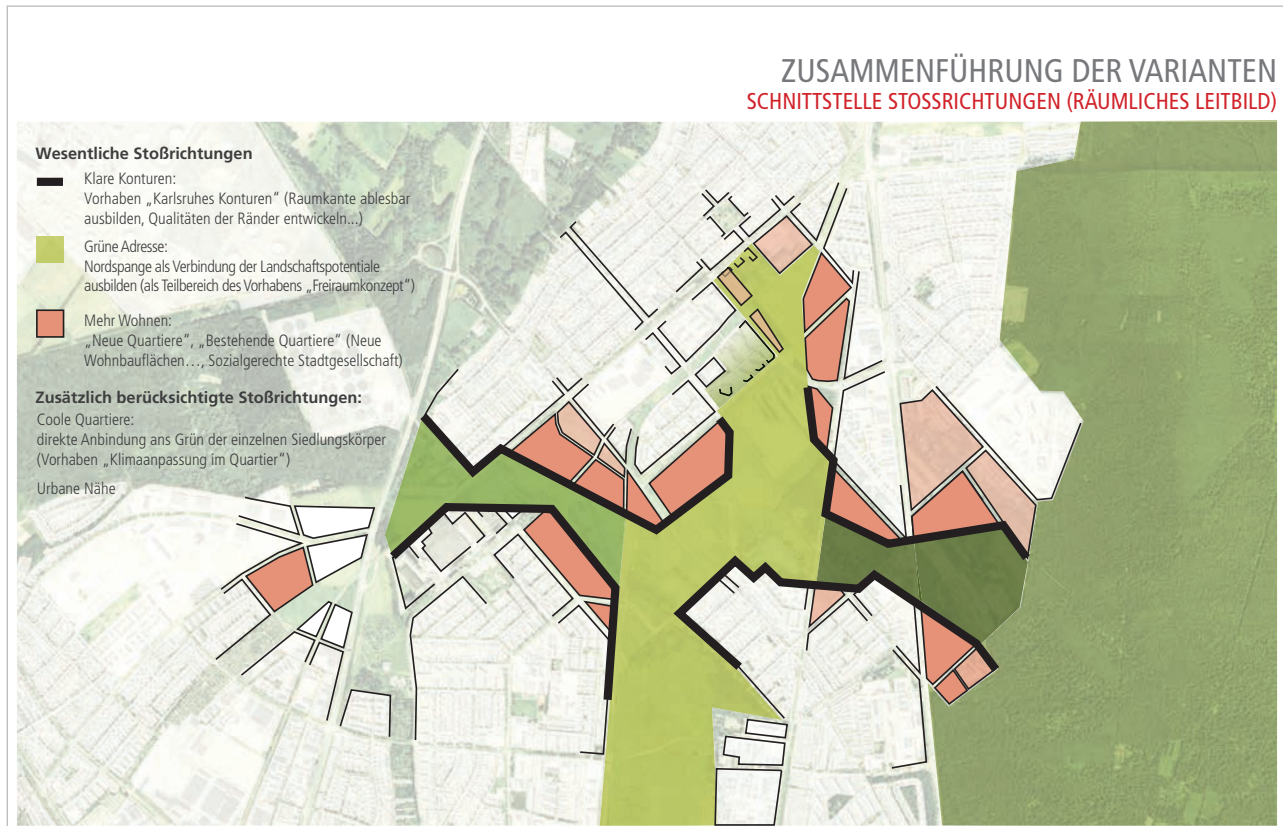 ZUSAMMENFÜHRUNG DER VARIANTEN
SCHNITTSTELLE STOSSRICHTUNGEN (RÄUMLICHES LEITBILD)
Wesentliche Stoßrichtungen
Klare Konturen:
Vorhaben „Karlsruhes Konturen“ (Raumkante ablesbar
ausbilden, Qualitäten der Ränder entwickeln...)
Grüne Adresse:
Nordspange als Verbindung der Landschaftspotentiale
ausbilden (als Teilbereich des Vorhabens „Freiraumkonzept“)
Mehr Wohnen:
„Neue Quartiere“, „Bestehende Quartiere“ (Neue
Wohnbauflächen…, Sozialgerechte Stadtgesellschaft)
Zusätzlich berücksichtigte Stoßrichtungen:
Coole Quartiere:
direkte Anbindung ans Grün der einzelnen Siedlungskörper
(Vorhaben „Klimaanpassung im Quartier“)
Urbane Nähe